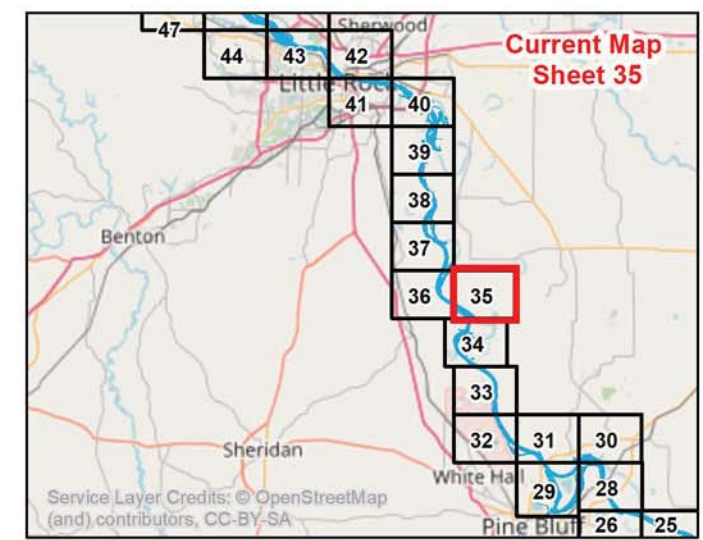 47
Sherwood
44
43
42
Current Map
Sheet 35
Little Rock
41
40
39
38
Benton
37
36
35
34
33
Sheridan
32
31
30
White Hall
29
28
Service Layer Credits: © OpenStreetMap
(and) contributors, CC-BY-SA
Pine Bluff
26
25